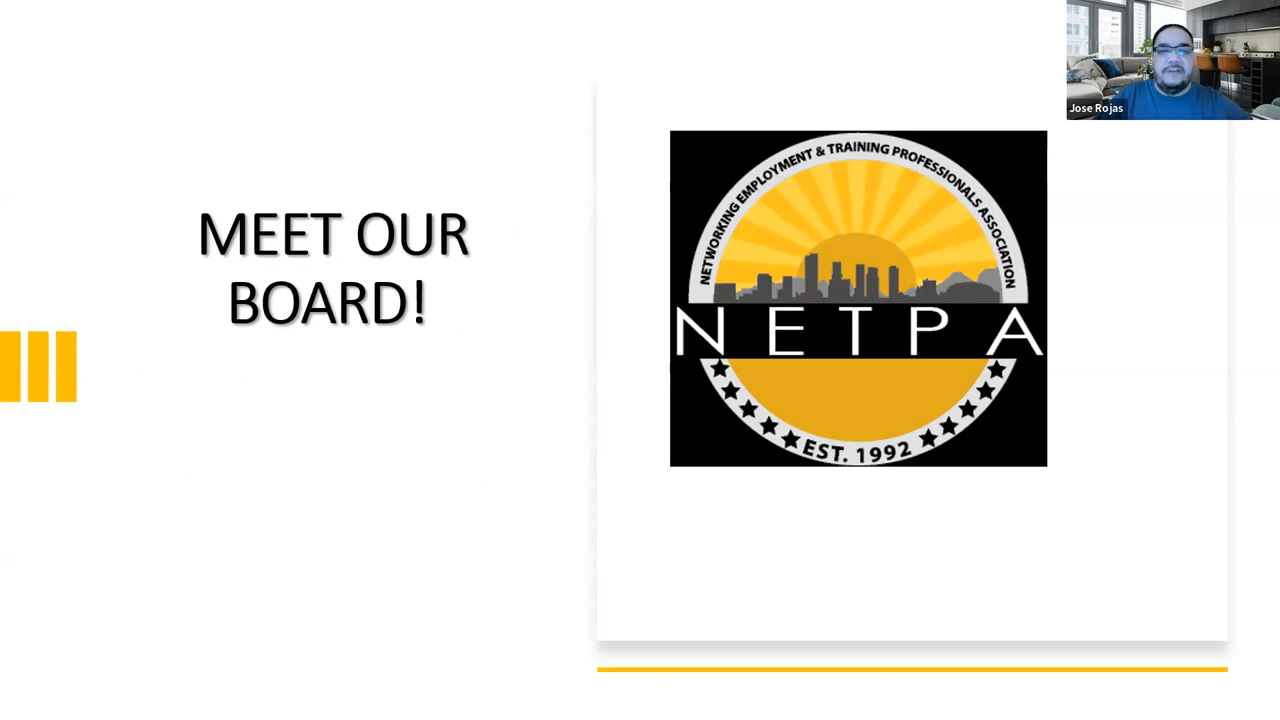 MEET OUR
BOARD!
Jose Rojas
NETWORKING EMPLOYMENT & TRAINING PROFESSIONALS ASSOCIATION
NETPA
EST. 1992